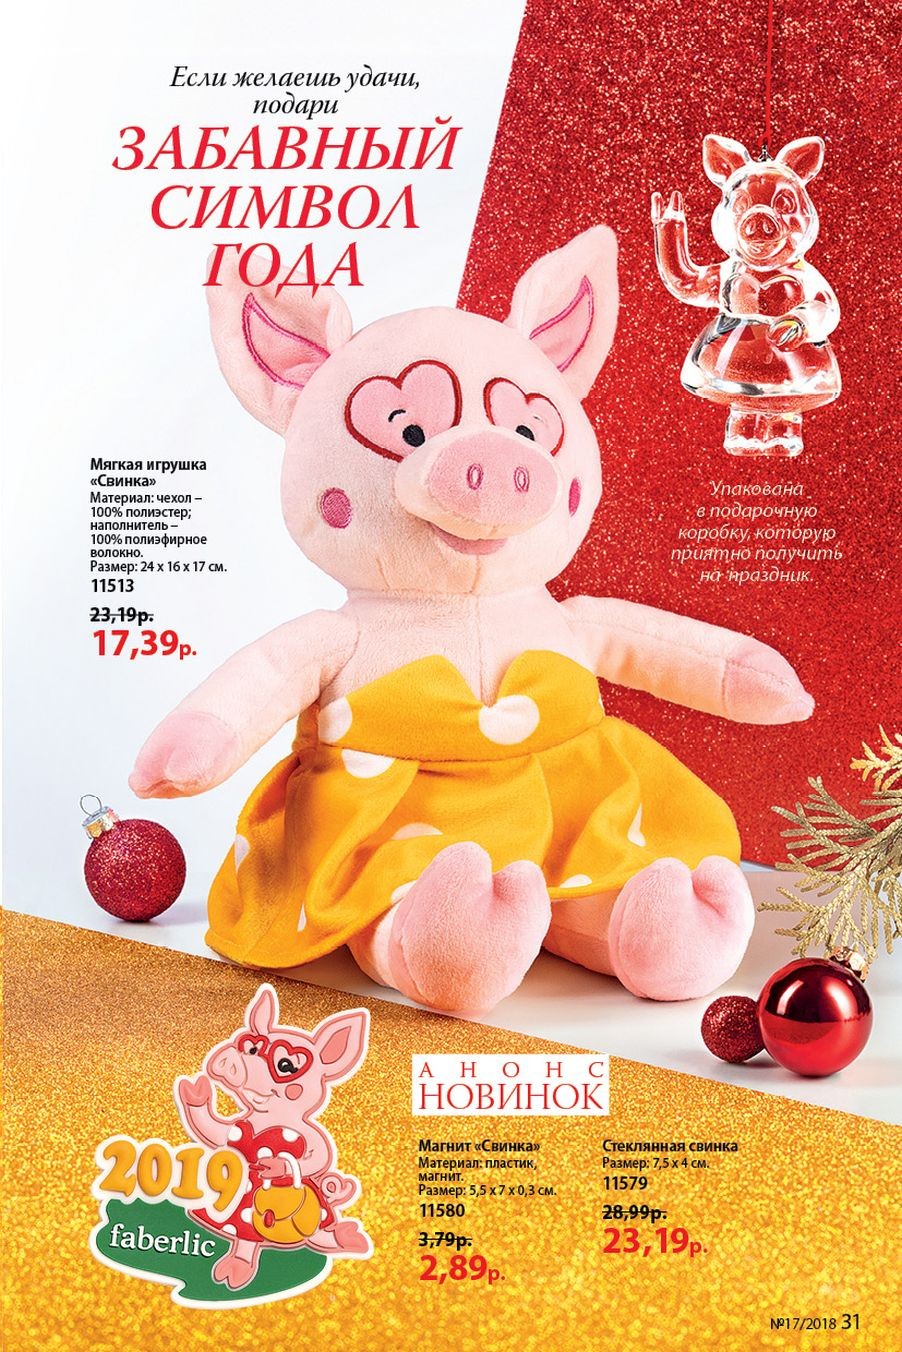 Если желаешь удачи,
подари
ЗАБАВНЫЙ
СИМВОЛ
ГОДА
Мягкая игрушка
«Свинка»
Материал: чехол –
100% полиэстер;
наполнитель –
100% полиэфирное
волокно.
Размер: 24 х 16 х 17 см.
11513
23,19р.
17,39р.
Упакована
в подарочную
коробку, которую
приятно получить
на праздник.
2019
faberlic
АНОНС
НОВИНОК
Магнит «Свинка»
Материал: пластик,
магнит.
Размер: 5,5 х 7 х 0,3 см.
11580
3,79р.
2,89р.
Стеклянная свинка
Размер: 7,5 х 4 см.
11579
28,99р.
23,19р.
№17/2018 31